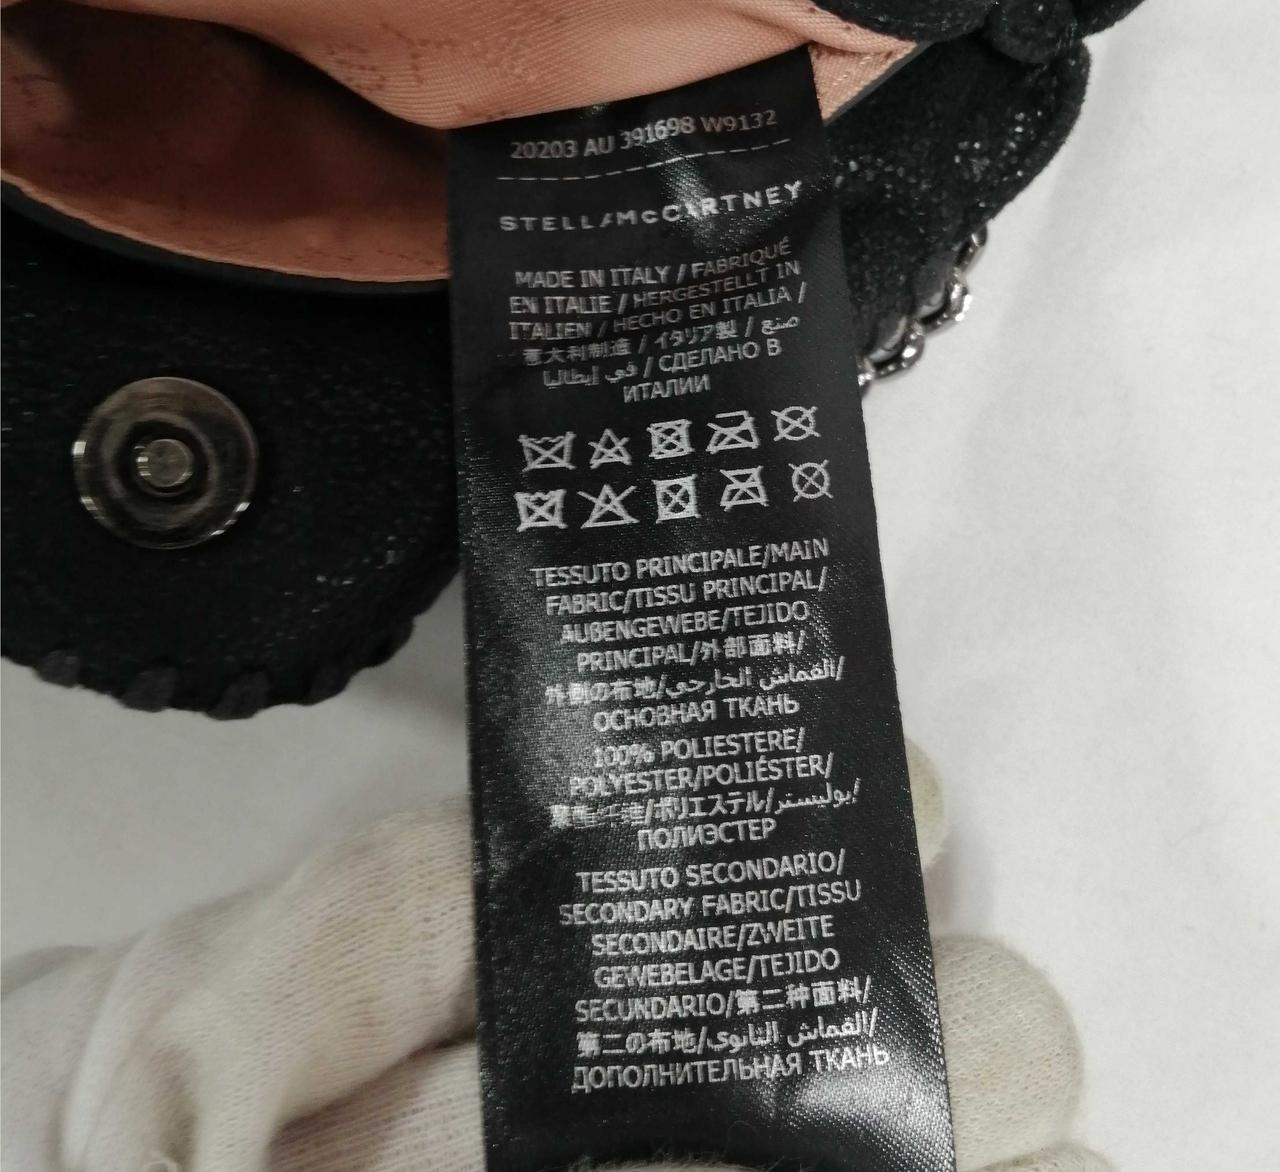 20203 AU 391698 W9132
STELLA McCARTNEY
MADE IN ITALY / FABRIQUÉ
EN ITALIE / HERGESTELLT IN
ITALIEN / HECHO EN ITALIA /
意大利制造 / イタリア製 / صنع
في إيطاليا / СДЕЛАНО В
ИТАЛИИ
TESSUTO PRINCIPALE/MAIN
FABRIC/TISSU PRINCIPAL/
AUßENGEWEBE/TEJIDO
PRINCIPAL/外部面料/
外側の布地/القماش الخارجي/
ОСНОВНАЯ ТКАНЬ
100% POLIESTERE/
POLYESTER/POLIÉSTER/
/ポリエステル/بوليستر/
ПОЛИЭСТЕР
TESSUTO SECONDARIO/
SECONDARY FABRIC/TISSU
SECONDAIRE/ZWEITE
GEWEBELAGE/TEJIDO
SECUNDARIO/第二种面料/
第二の布地/القماش الثانوي/
ДОПОЛНИТЕЛЬНАЯ ТКАНЬ